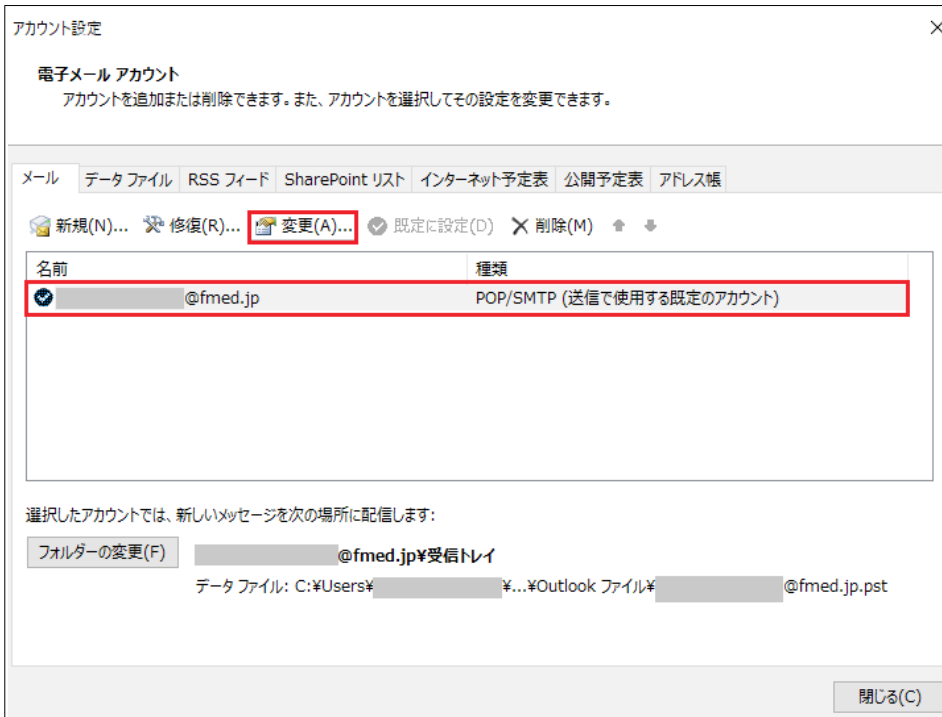 アカウント設定
電子メール アカウント
アカウントを追加または削除できます。また、アカウントを選択してその設定を変更できます。
メール データ ファイル RSS フィード SharePoint リスト インターネット予定表 公開予定表 アドレス帳
新規(N)... 修復(R)... 変更(A)... 既定に設定(D) 削除(M)
名前 種類
@fmed.jp POP/SMTP (送信で使用する既定のアカウント)
選択したアカウントでは、新しいメッセージを次の場所に配信します:
フォルダーの変更(F) @fmed.jp¥受信トレイ
データ ファイル: C:¥Users¥ ¥...¥Outlook ファイル¥ @fmed.jp.pst
閉じる(C)